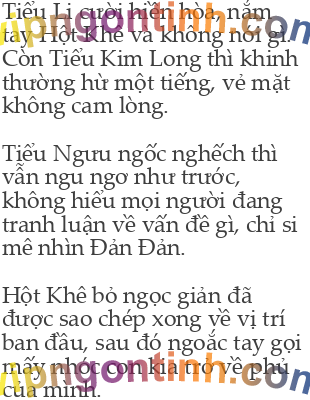 Tiểu Li cười hiền hòa, nắm
tay Hột Khê và không nói gì.
Còn Tiểu Kim Long thì khinh
thường hừ một tiếng, vẻ mặt
không cam lòng.
Tiểu Ngưu ngốc nghếch thì
vẫn ngu ngơ như trước,
không hiểu mọi người đang
tranh luận về vấn đề gì, chỉ si
mê nhìn Đản Đản.
Hột Khê bỏ ngọc giản đã
được sao chép xong về vị trí
ban đầu, sau đó ngoắc tay gọi
mấy nhóc con kia trở về phủ
của mình.
vipngontinh.com
vipngontinh.com